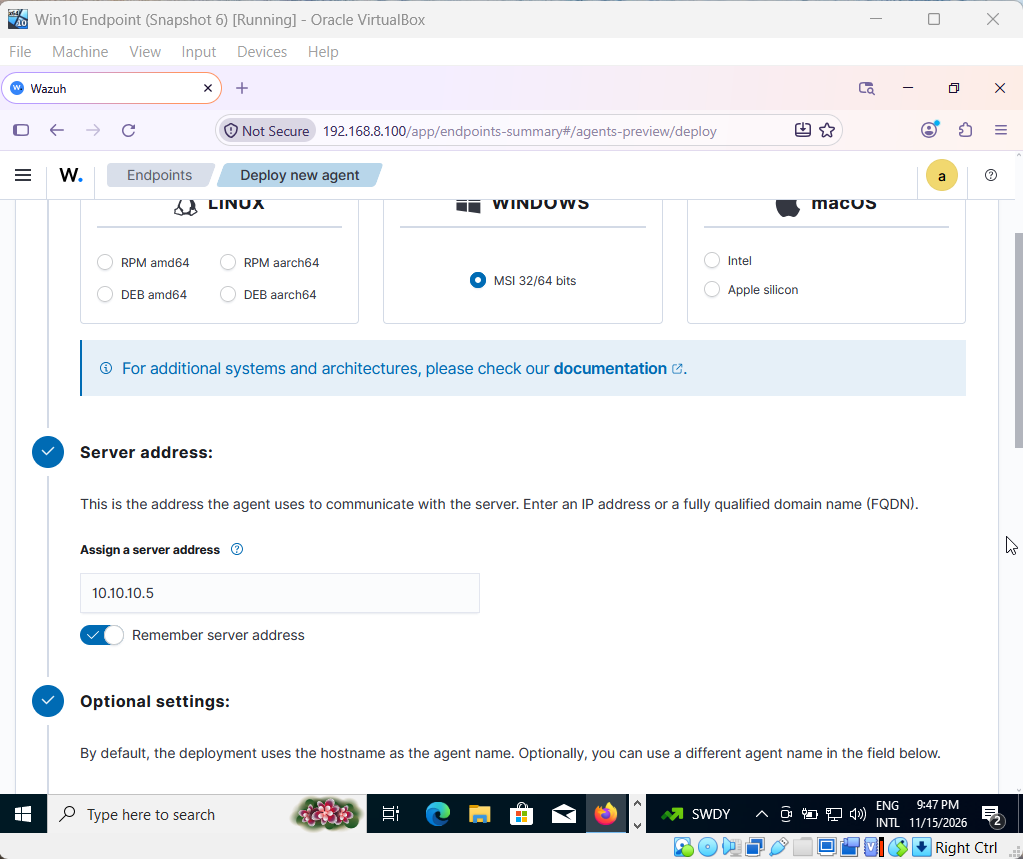 Win10 Endpoint (Snapshot 6) [Running] - Oracle VirtualBox
File Machine View Input Devices Help
Wazuh
Not Secure 192.168.8.100/app/endpoints-summary#/agents-preview/deploy
W. Endpoints Deploy new agent a
LINUX WINDOWS macOS
RPM amd64 RPM aarch64 MSI 32/64 bits Intel
DEB amd64 DEB aarch64 Apple silicon
For additional systems and architectures, please check our documentation.
Server address:
This is the address the agent uses to communicate with the server. Enter an IP address or a fully qualified domain name (FQDN).
Assign a server address
10.10.10.5
Remember server address
Optional settings:
By default, the deployment uses the hostname as the agent name. Optionally, you can use a different agent name in the field below.
Type here to search SWDY ENG 9:47 PM
INTL 11/15/2026 2
Right Ctrl